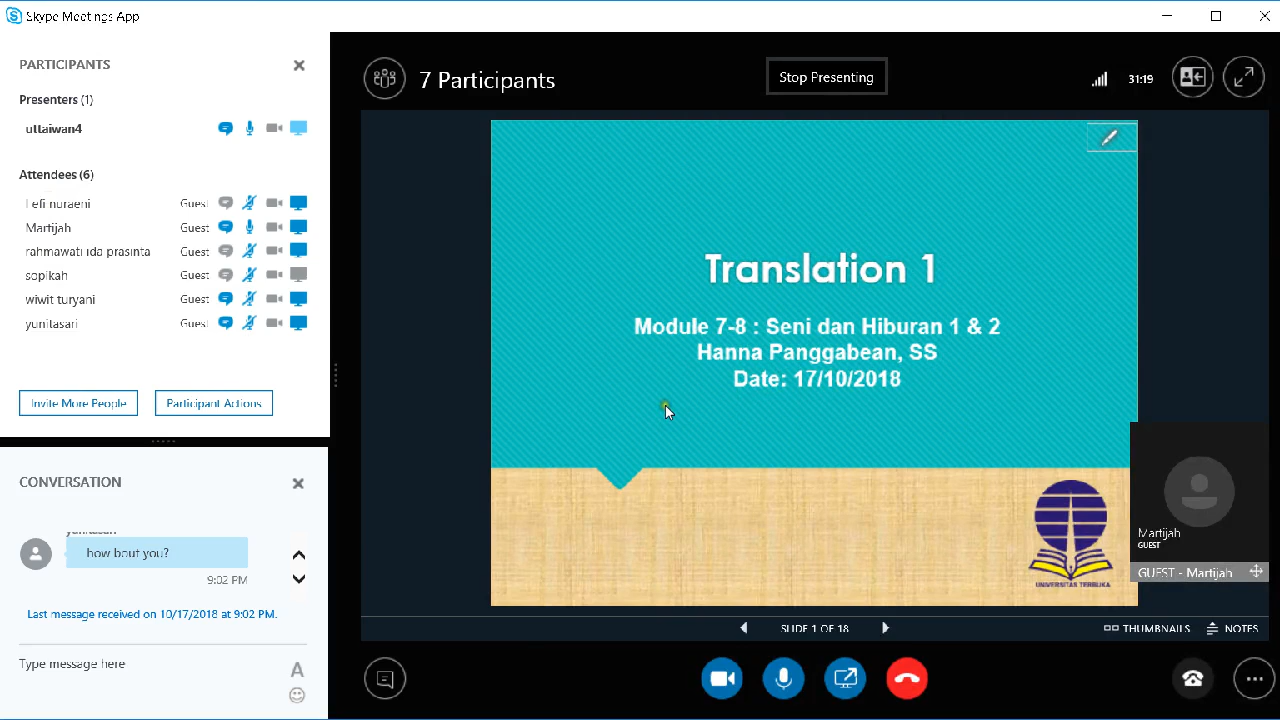 Skype Meetings App
PARTICIPANTS
Presenters (1)
uttaiwan4
Attendees (6)
Guest
Martijah Guest
rahmawati ida prasinta Guest
sopikah Guest
wiwit turyani Guest
yunitasari Guest
Invite More People Participant Actions
CONVERSATION
yunitasari
how bout you?
9:02 PM
Last message received on 10/17/2018 at 9:02 PM.
Type message here
A
7 Participants
Stop Presenting
31:19
Translation 1
Module 7-8 : Seni dan Hiburan 1 & 2
Hanna Panggabean, SS
Date: 17/10/2018
UNIVERSITAS TERBUKA
Martijah
GUEST
GUEST - Martijah
SLIDE 1 OF 18
THUMBNAILS NOTES